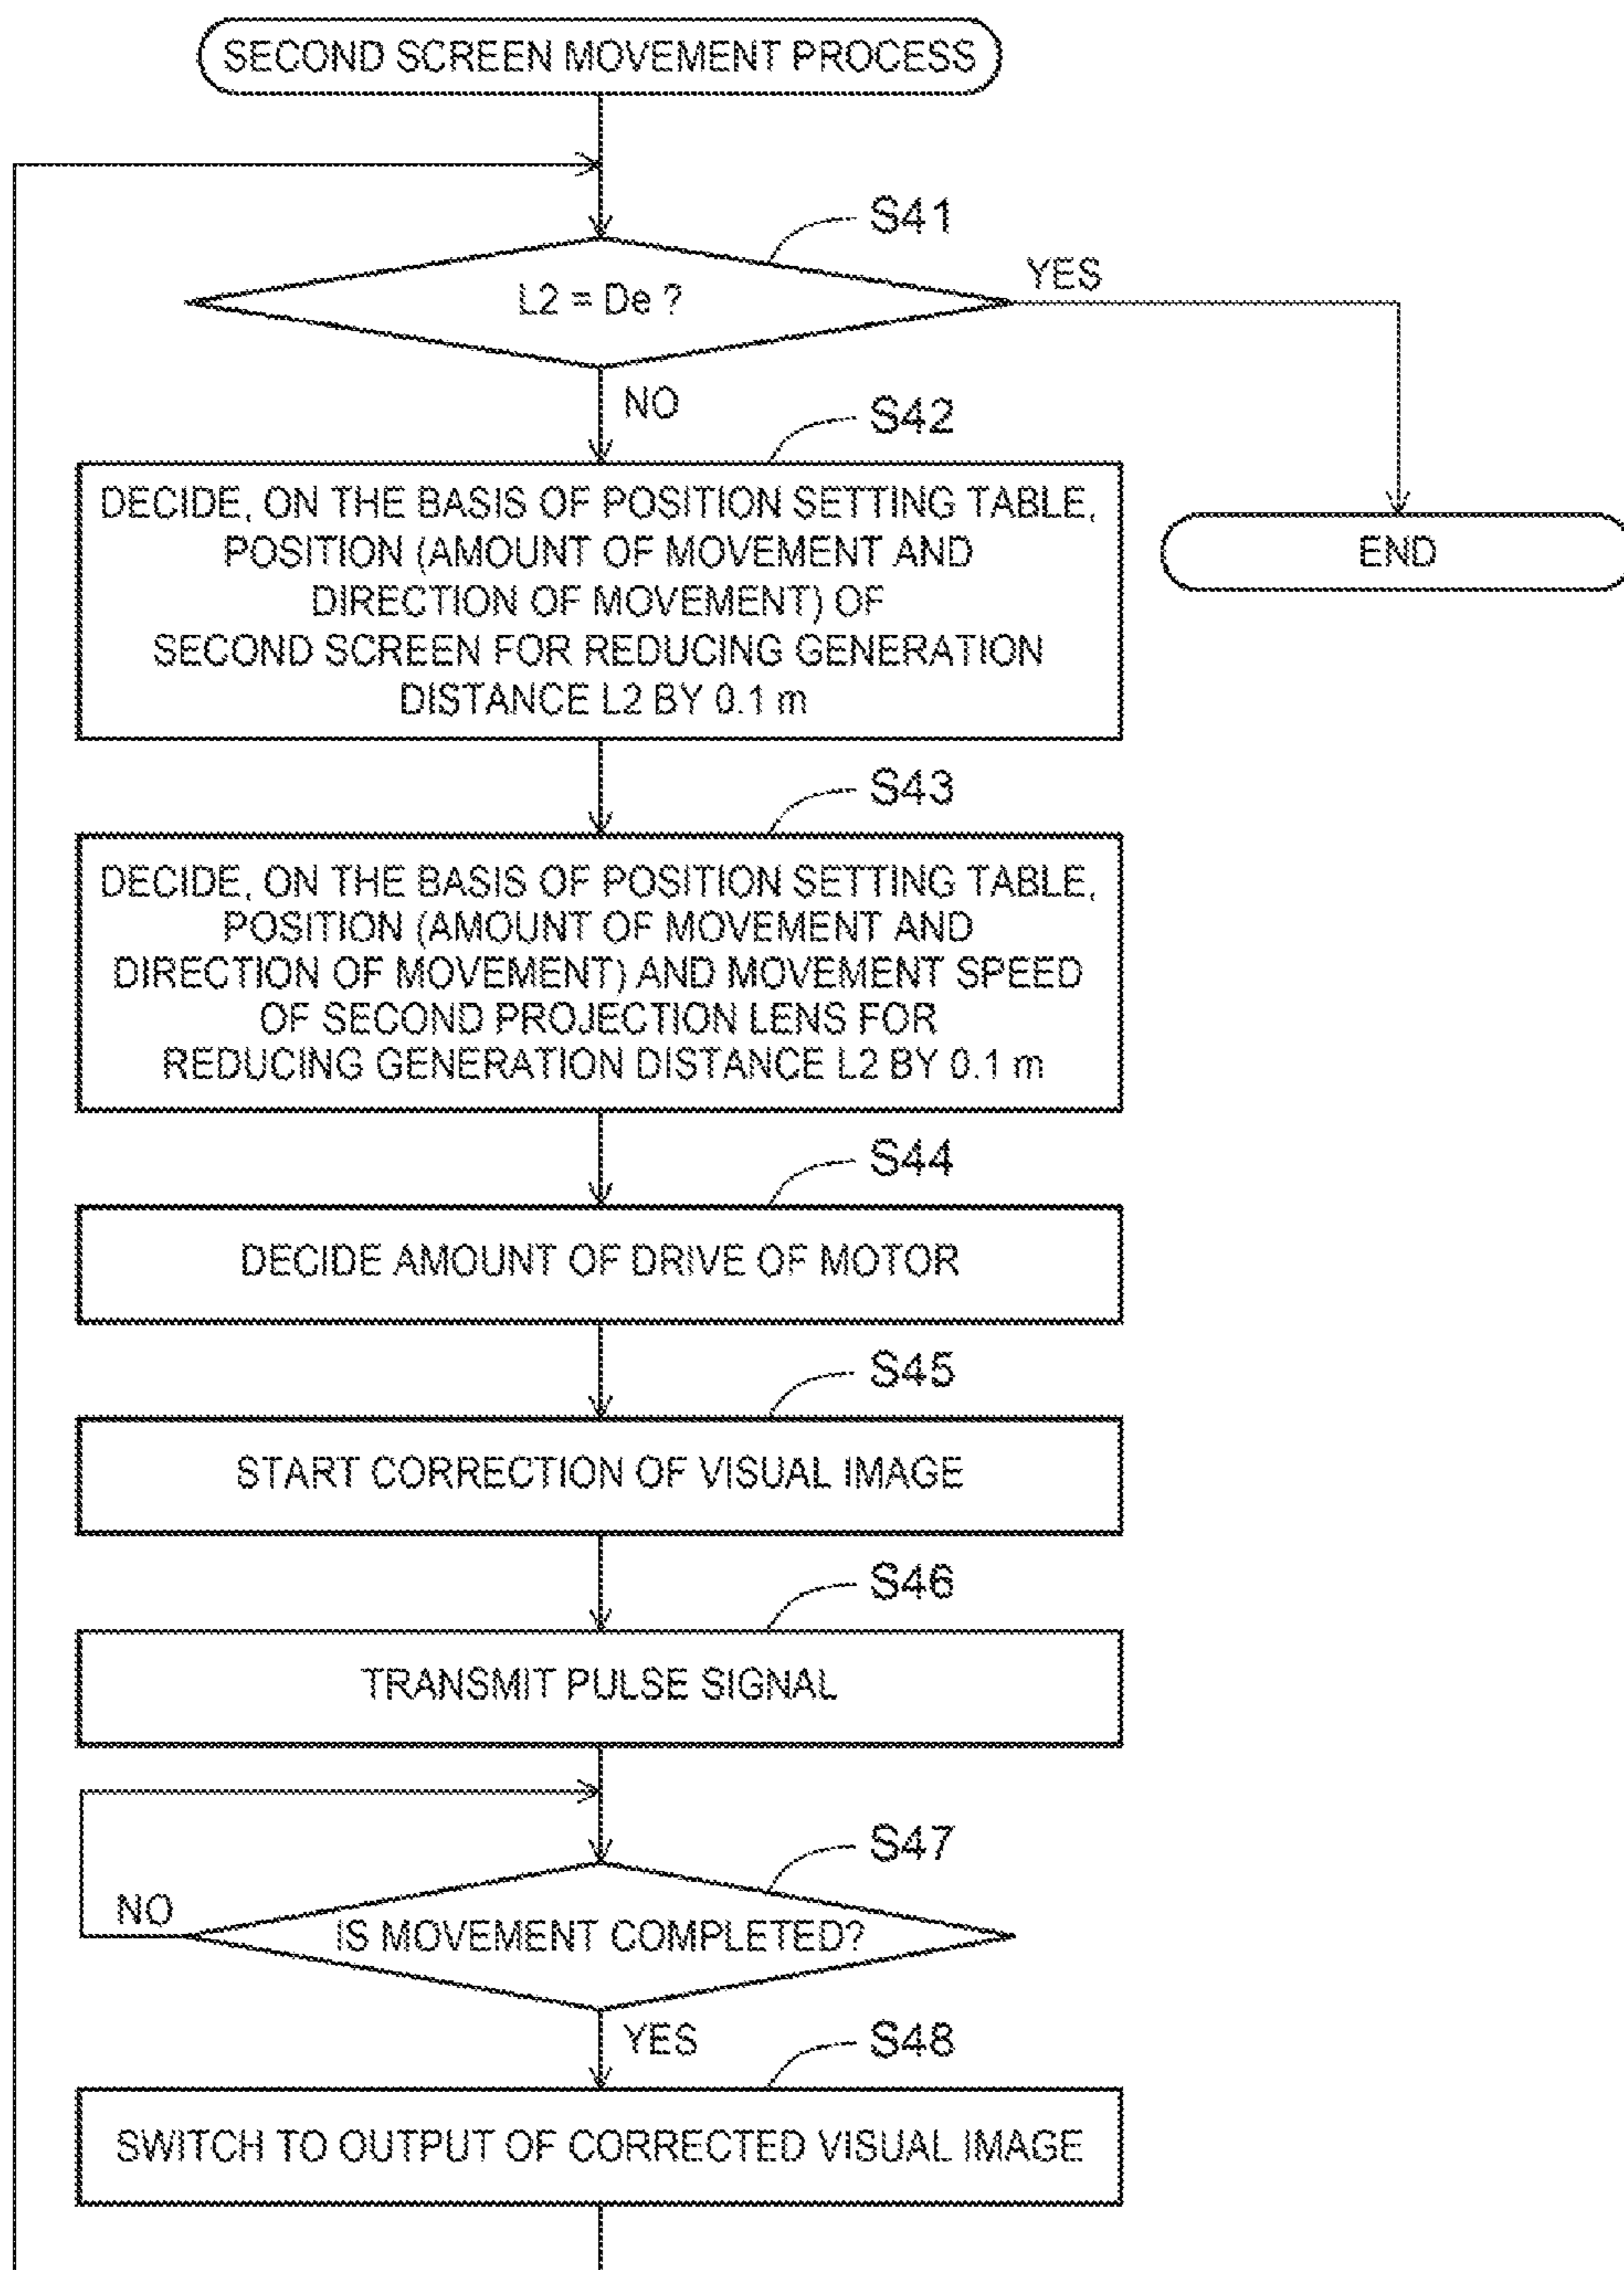 SECOND SCREEN MOVEMENT PROCESS
S41
L2 = De ?
YES
NO
S42
DECIDE, ON THE BASIS OF POSITION SETTING TABLE,
POSITION (AMOUNT OF MOVEMENT AND
DIRECTION OF MOVEMENT) OF
SECOND SCREEN FOR REDUCING GENERATION
DISTANCE L2 BY 0.1 m
END
S43
DECIDE, ON THE BASIS OF POSITION SETTING TABLE,
POSITION (AMOUNT OF MOVEMENT AND
DIRECTION OF MOVEMENT) AND MOVEMENT SPEED
OF SECOND PROJECTION LENS FOR
REDUCING GENERATION DISTANCE L2 BY 0.1 m
S44
DECIDE AMOUNT OF DRIVE OF MOTOR
S45
START CORRECTION OF VISUAL IMAGE
S46
TRANSMIT PULSE SIGNAL
S47
NO
IS MOVEMENT COMPLETED?
YES
S48
SWITCH TO OUTPUT OF CORRECTED VISUAL IMAGE